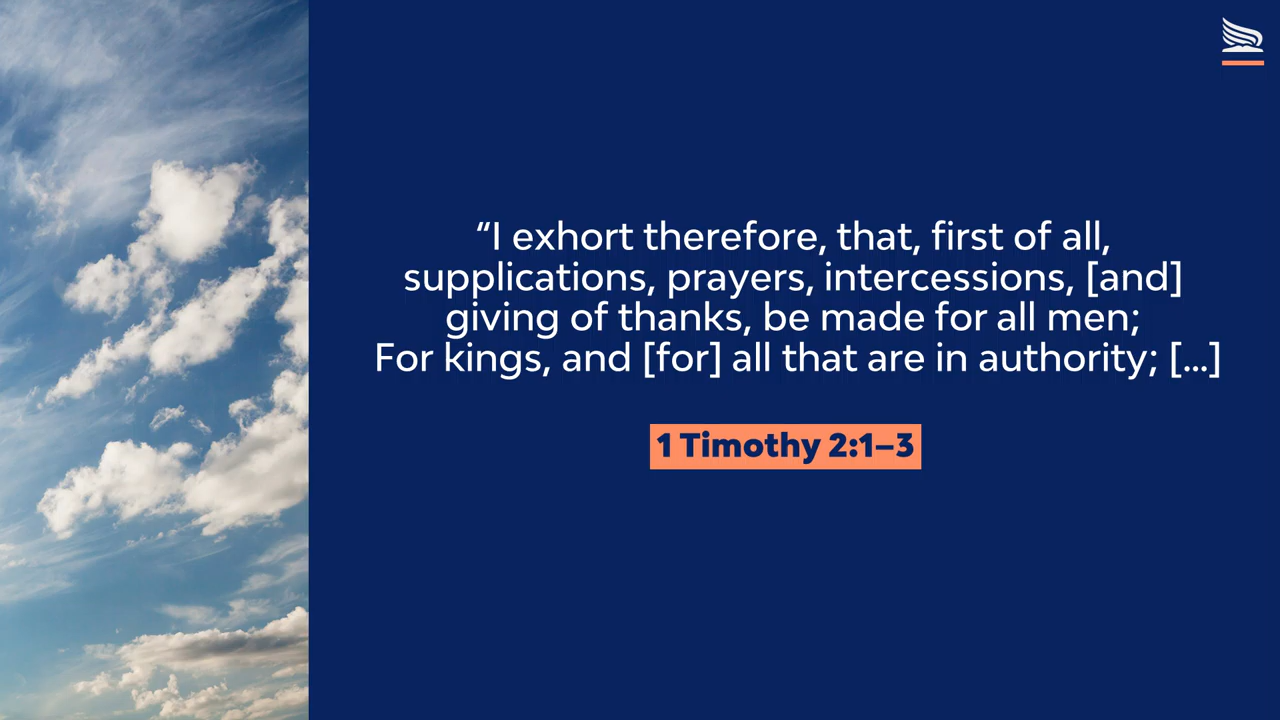 “I exhort therefore, that, first of all,
supplications, prayers, intercessions, [and]
giving of thanks, be made for all men;
For kings, and [for] all that are in authority; [...]
1 Timothy 2:1–3